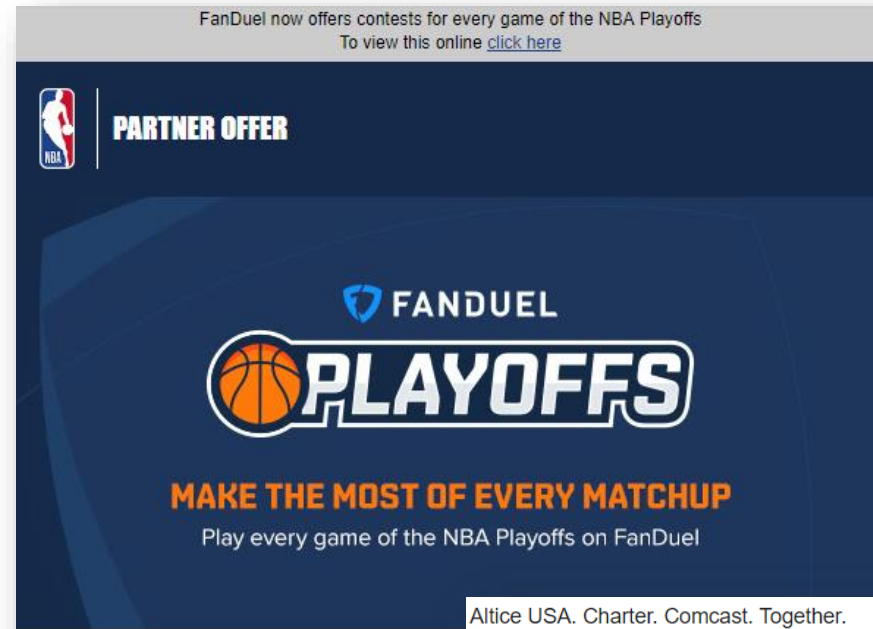 FanDuel now offers contests for every game of the NBA Playoffs
To view this online click here
NBA
PARTNER OFFER
FANDUEL
PLAYOFFS
MAKE THE MOST OF EVERY MATCHUP
Play every game of the NBA Playoffs on FanDuel
Altice USA. Charter. Comcast. Together.